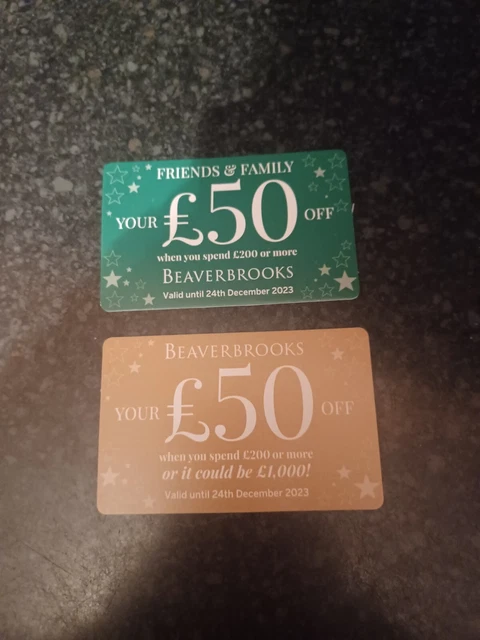 FRIENDS & FAMILY
YOUR £50 OFF
when you spend £200 or more
BEAVERBROOKS
Valid until 24th December 2023
BEAVERBROOKS
YOUR £50 OFF
when you spend £200 or more
or it could be £1,000!
Valid until 24th December 2023